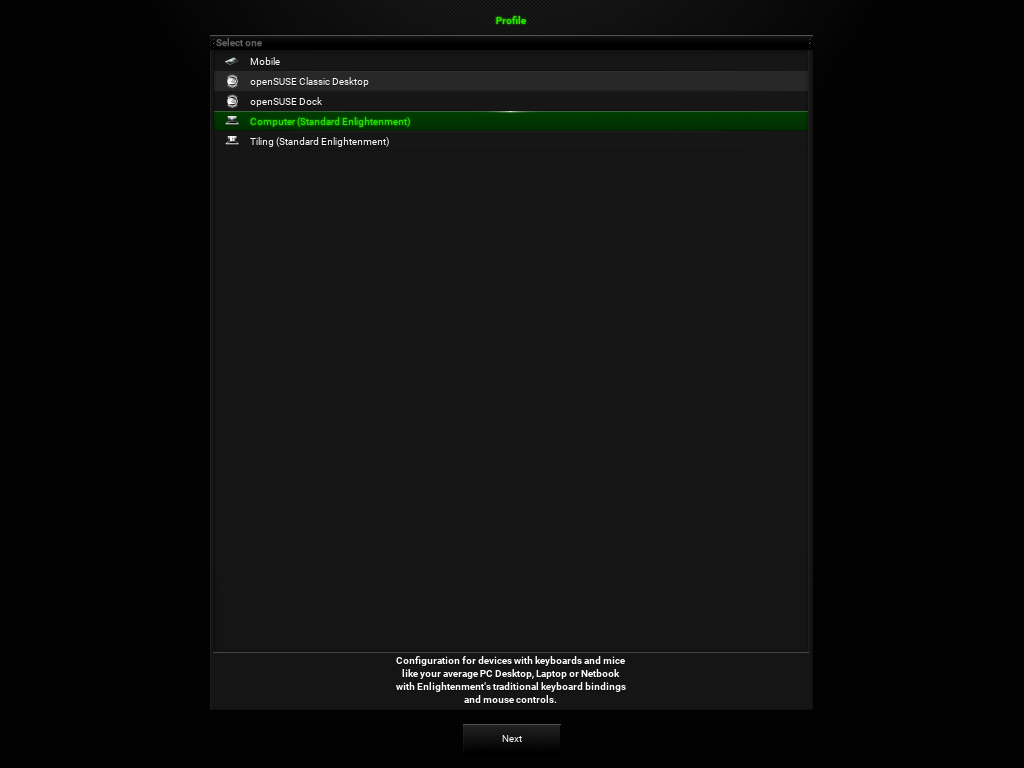 Profile
Select one
Mobile
openSUSE Classic Desktop
openSUSE Dock
Computer (Standard Enlightenment)
Tiling (Standard Enlightenment)
Configuration for devices with keyboards and mice
like your average PC Desktop, Laptop or Netbook
with Enlightenment's traditional keyboard bindings
and mouse controls.
Next